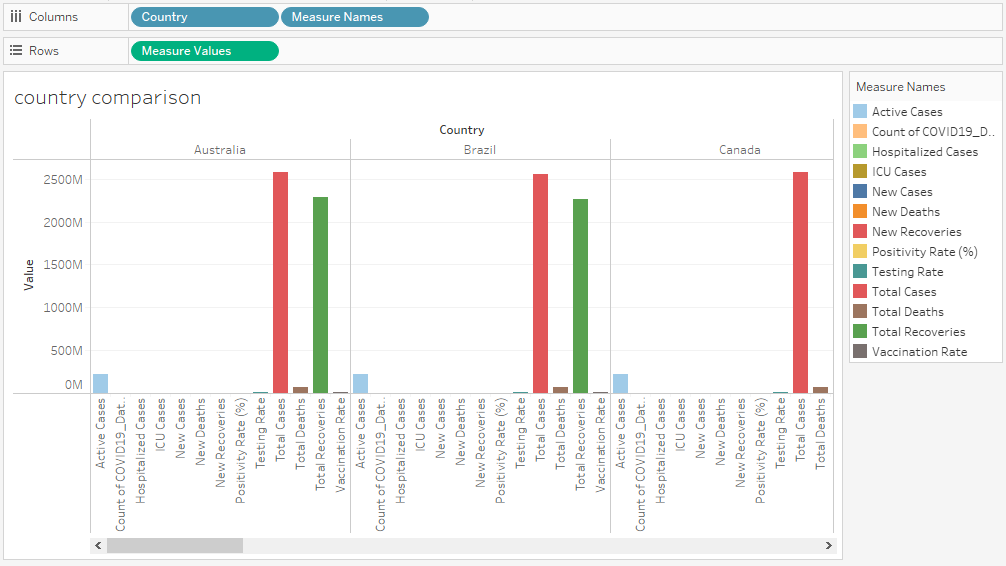 Columns Country Measure Names
Rows Measure Values
country comparison
Country
Australia Brazil Canada
Value
2500M
2000M
1500M
1000M
500M
0M
Active Cases
Count of COVID19_Dat..
Hospitalized Cases
ICU Cases
New Cases
New Deaths
New Recoveries
Positivity Rate (%)
Testing Rate
Total Cases
Total Deaths
Total Recoveries
Vaccination Rate
Active Cases
Count of COVID19_Dat..
Hospitalized Cases
ICU Cases
New Cases
New Deaths
New Recoveries
Positivity Rate (%)
Testing Rate
Total Cases
Total Deaths
Total Recoveries
Vaccination Rate
Active Cases
Count of COVID19_Dat..
Hospitalized Cases
ICU Cases
New Cases
New Deaths
New Recoveries
Positivity Rate (%)
Testing Rate
Total Cases
Total Deaths
Measure Names
Active Cases
Count of COVID19_D..
Hospitalized Cases
ICU Cases
New Cases
New Deaths
New Recoveries
Positivity Rate (%)
Testing Rate
Total Cases
Total Deaths
Total Recoveries
Vaccination Rate